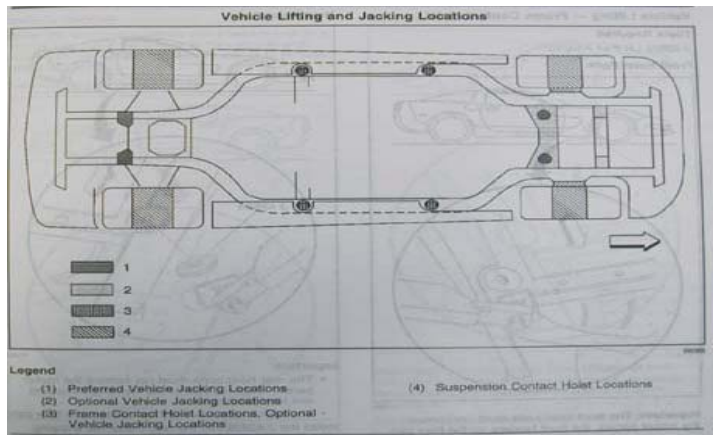 Vehicle Lifting and Jacking Locations
1
2
3
4
Legend
(1) Preferred Vehicle Jacking Locations
(2) Optional Vehicle Jacking Locations
(3) Frame Contact Hoist Locations, Optional -
Vehicle Jacking Locations
(4) Suspension Contact Hoist Locations